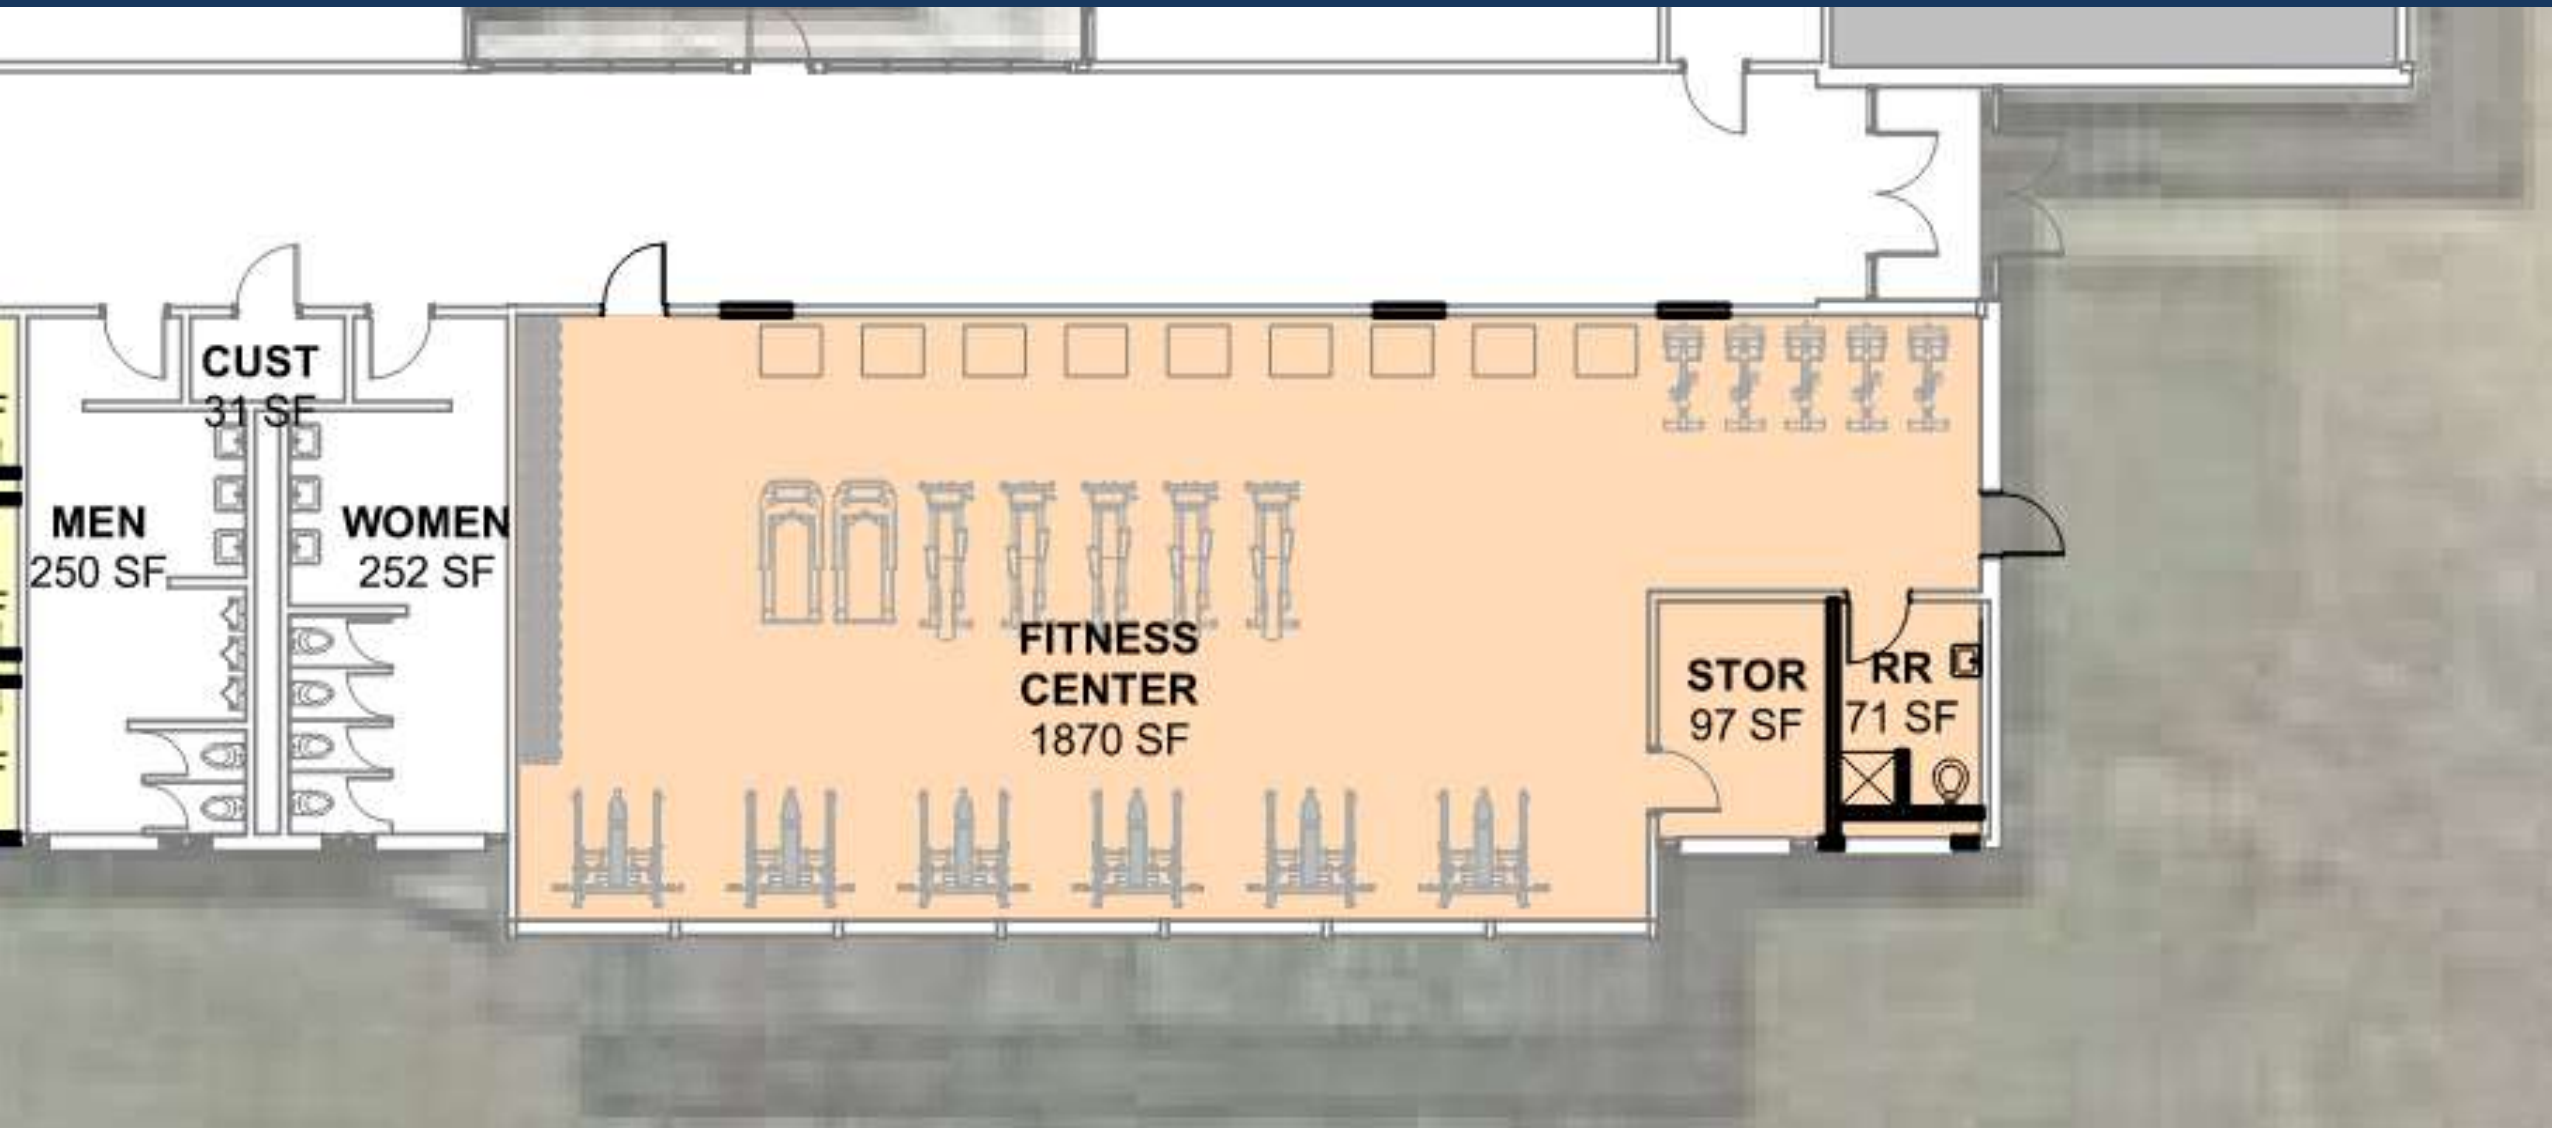 CUST
31 SF
MEN
250 SF
WOMEN
252 SF
FITNESS
CENTER
1870 SF
STOR
97 SF
RR
71 SF